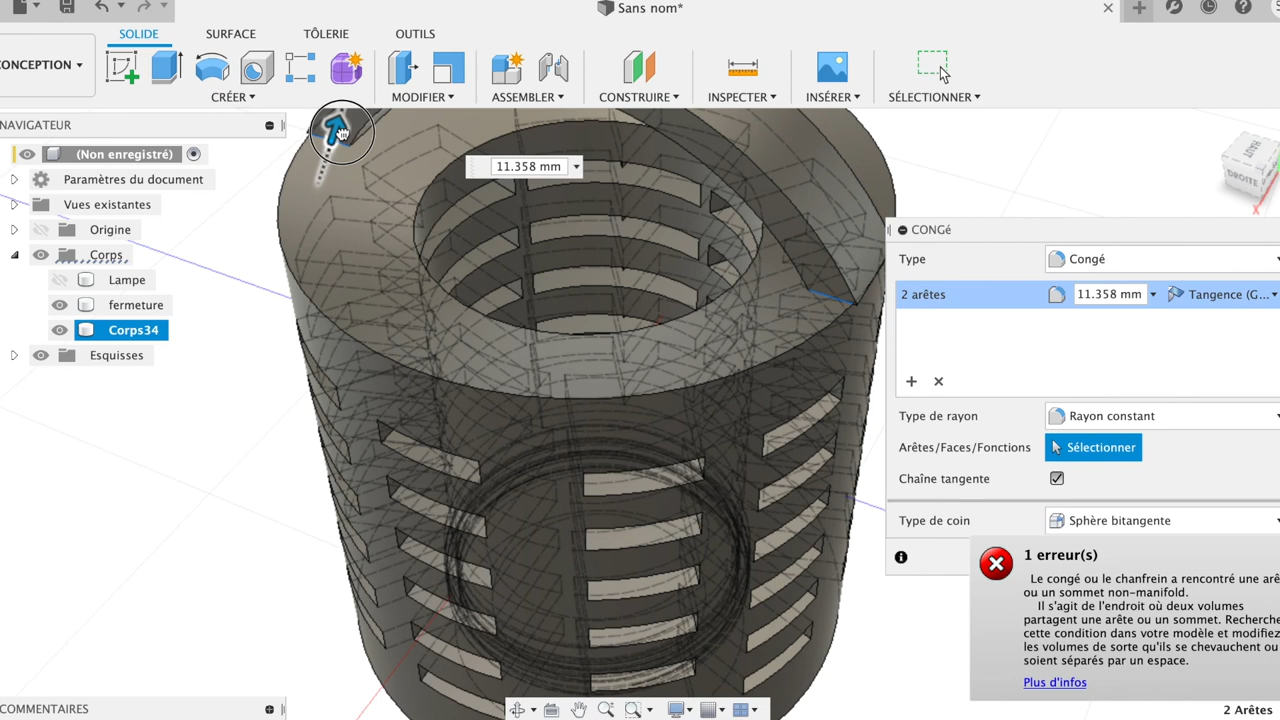 Sans nom*
SOLIDE
SURFACE
TÔLERIE
OUTILS
CONCEPTION
CRÉER
MODIFIER
ASSEMBLER
CONSTRUIRE
INSPECTER
INSÉRER
SÉLECTIONNER
NAVIGATEUR
(Non enregistré)
Paramètres du document
Vues existantes
Origine
Corps
Lampe
fermeture
Corps34
Esquisses
11.358 mm
HAUT
DROITE
CONGé
Type
Congé
2 arêtes
11.358 mm
Tangence (G...
Type de rayon
Rayon constant
Arêtes/Faces/Fonctions
Sélectionner
Chaîne tangente
Type de coin
Sphère bitangente
1 erreur(s)
Le congé ou le chanfrein a rencontré une arê
ou un sommet non-manifold.
Il s'agit de l'endroit où deux volumes
partagent une arête ou un sommet. Recherche
cette condition dans votre modèle et modifiez
les volumes de sorte qu'ils se chevauchent ou
soient séparés par un espace.
Plus d'infos
COMMENTAIRES
2 Arêtes